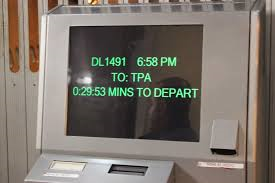 DL1491 6:58 PM
TO: TPA
0:29:53 MINS TO DEPART